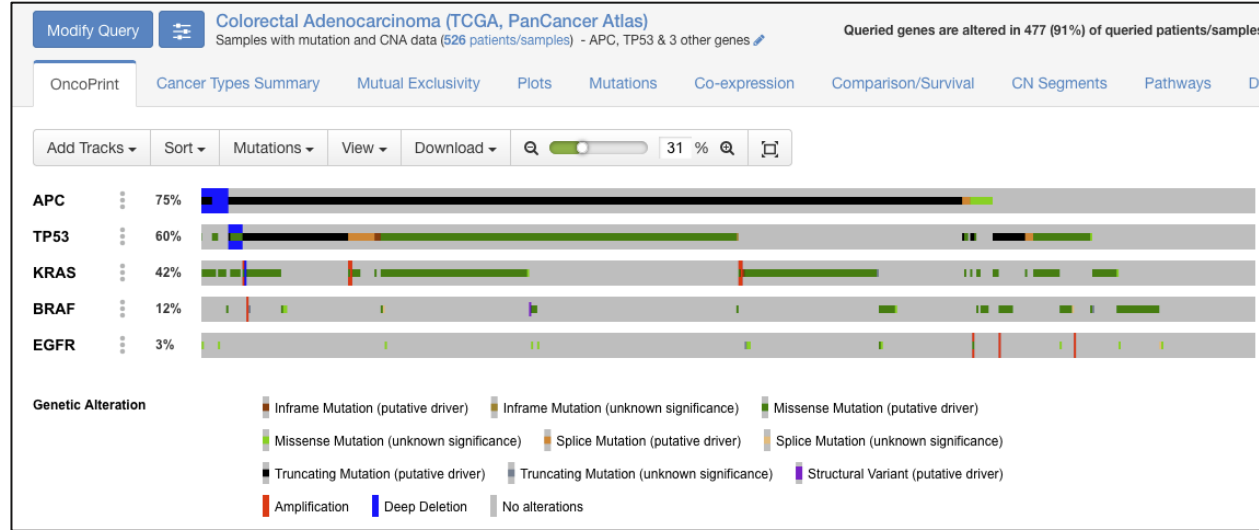 Modify Query
Colorectal Adenocarcinoma (TCGA, PanCancer Atlas)
Samples with mutation and CNA data (526 patients/samples) - APC, TP53 & 3 other genes
Queried genes are altered in 477 (91%) of queried patients/samples
OncoPrint Cancer Types Summary Mutual Exclusivity Plots Mutations Co-expression Comparison/Survival CN Segments Pathways D
Add Tracks Sort Mutations View Download 31 %
APC 75%
TP53 60%
KRAS 42%
BRAF 12%
EGFR 3%
Genetic Alteration
Inframe Mutation (putative driver) Inframe Mutation (unknown significance) Missense Mutation (putative driver)
Missense Mutation (unknown significance) Splice Mutation (putative driver) Splice Mutation (unknown significance)
Truncating Mutation (putative driver) Truncating Mutation (unknown significance) Structural Variant (putative driver)
Amplification Deep Deletion No alterations